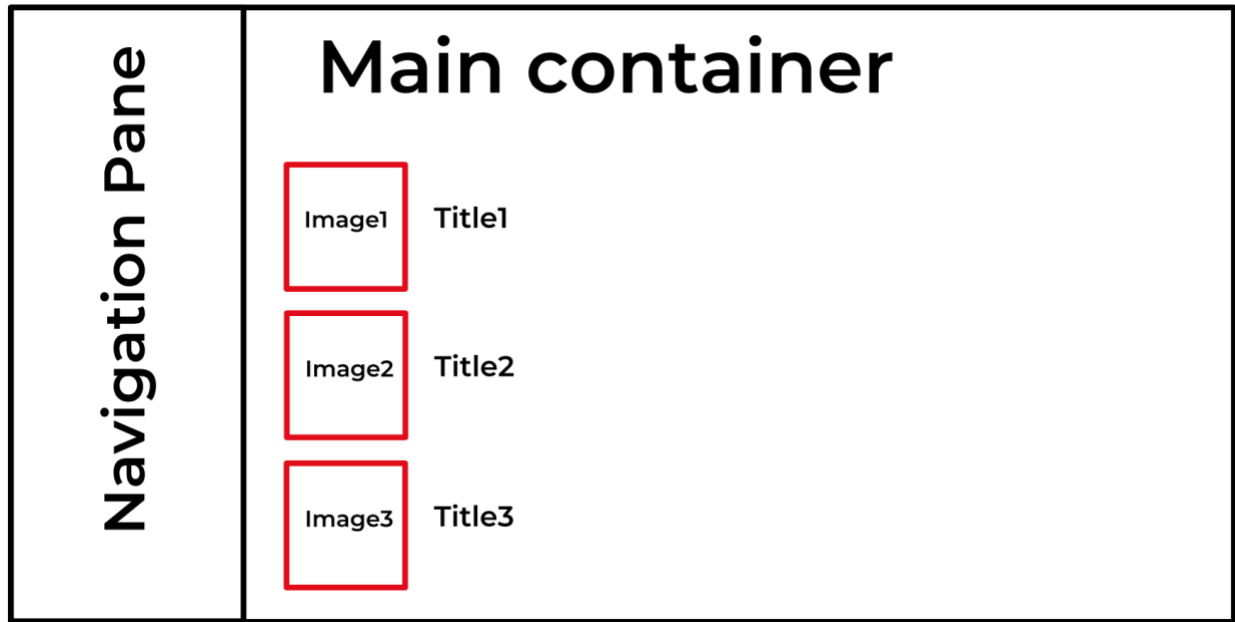 Navigation Pane
Main container
Image1 Title1
Image2 Title2
Image3 Title3